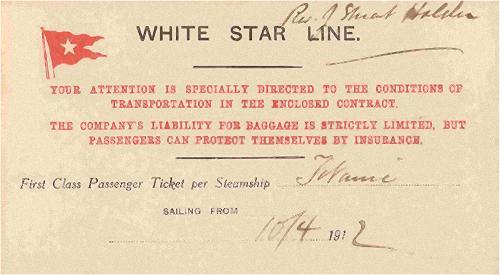 Rev. J Stuart Holden
WHITE STAR LINE.
YOUR ATTENTION IS SPECIALLY DIRECTED TO THE CONDITIONS OF
TRANSPORTATION IN THE ENCLOSED CONTRACT.
THE COMPANY'S LIABILITY FOR BAGGAGE IS STRICTLY LIMITED, BUT
PASSENGERS CAN PROTECT THEMSELVES BY INSURANCE.
First Class Passenger Ticket per Steamship Titanic
SAILING FROM
10/4 1912